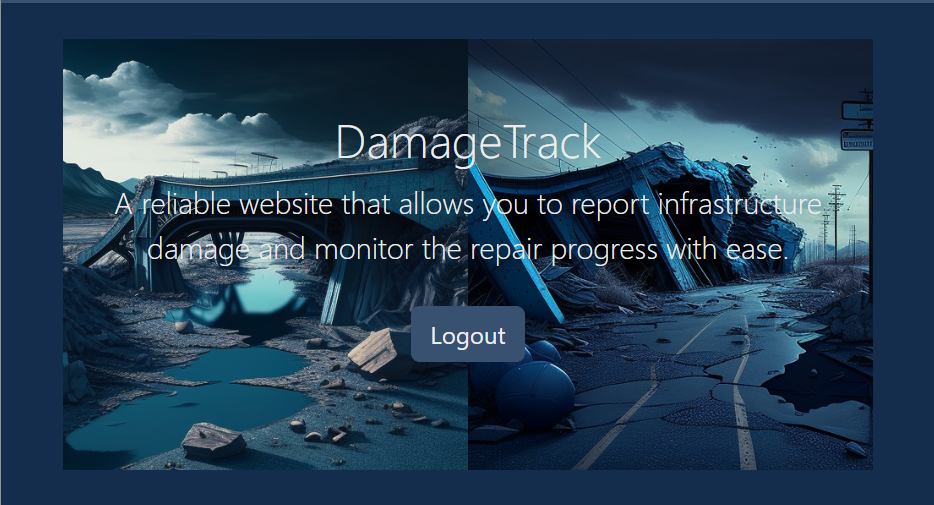 DamageTrack
A reliable website that allows you to report infrastructure
damage and monitor the repair progress with ease.
Logout